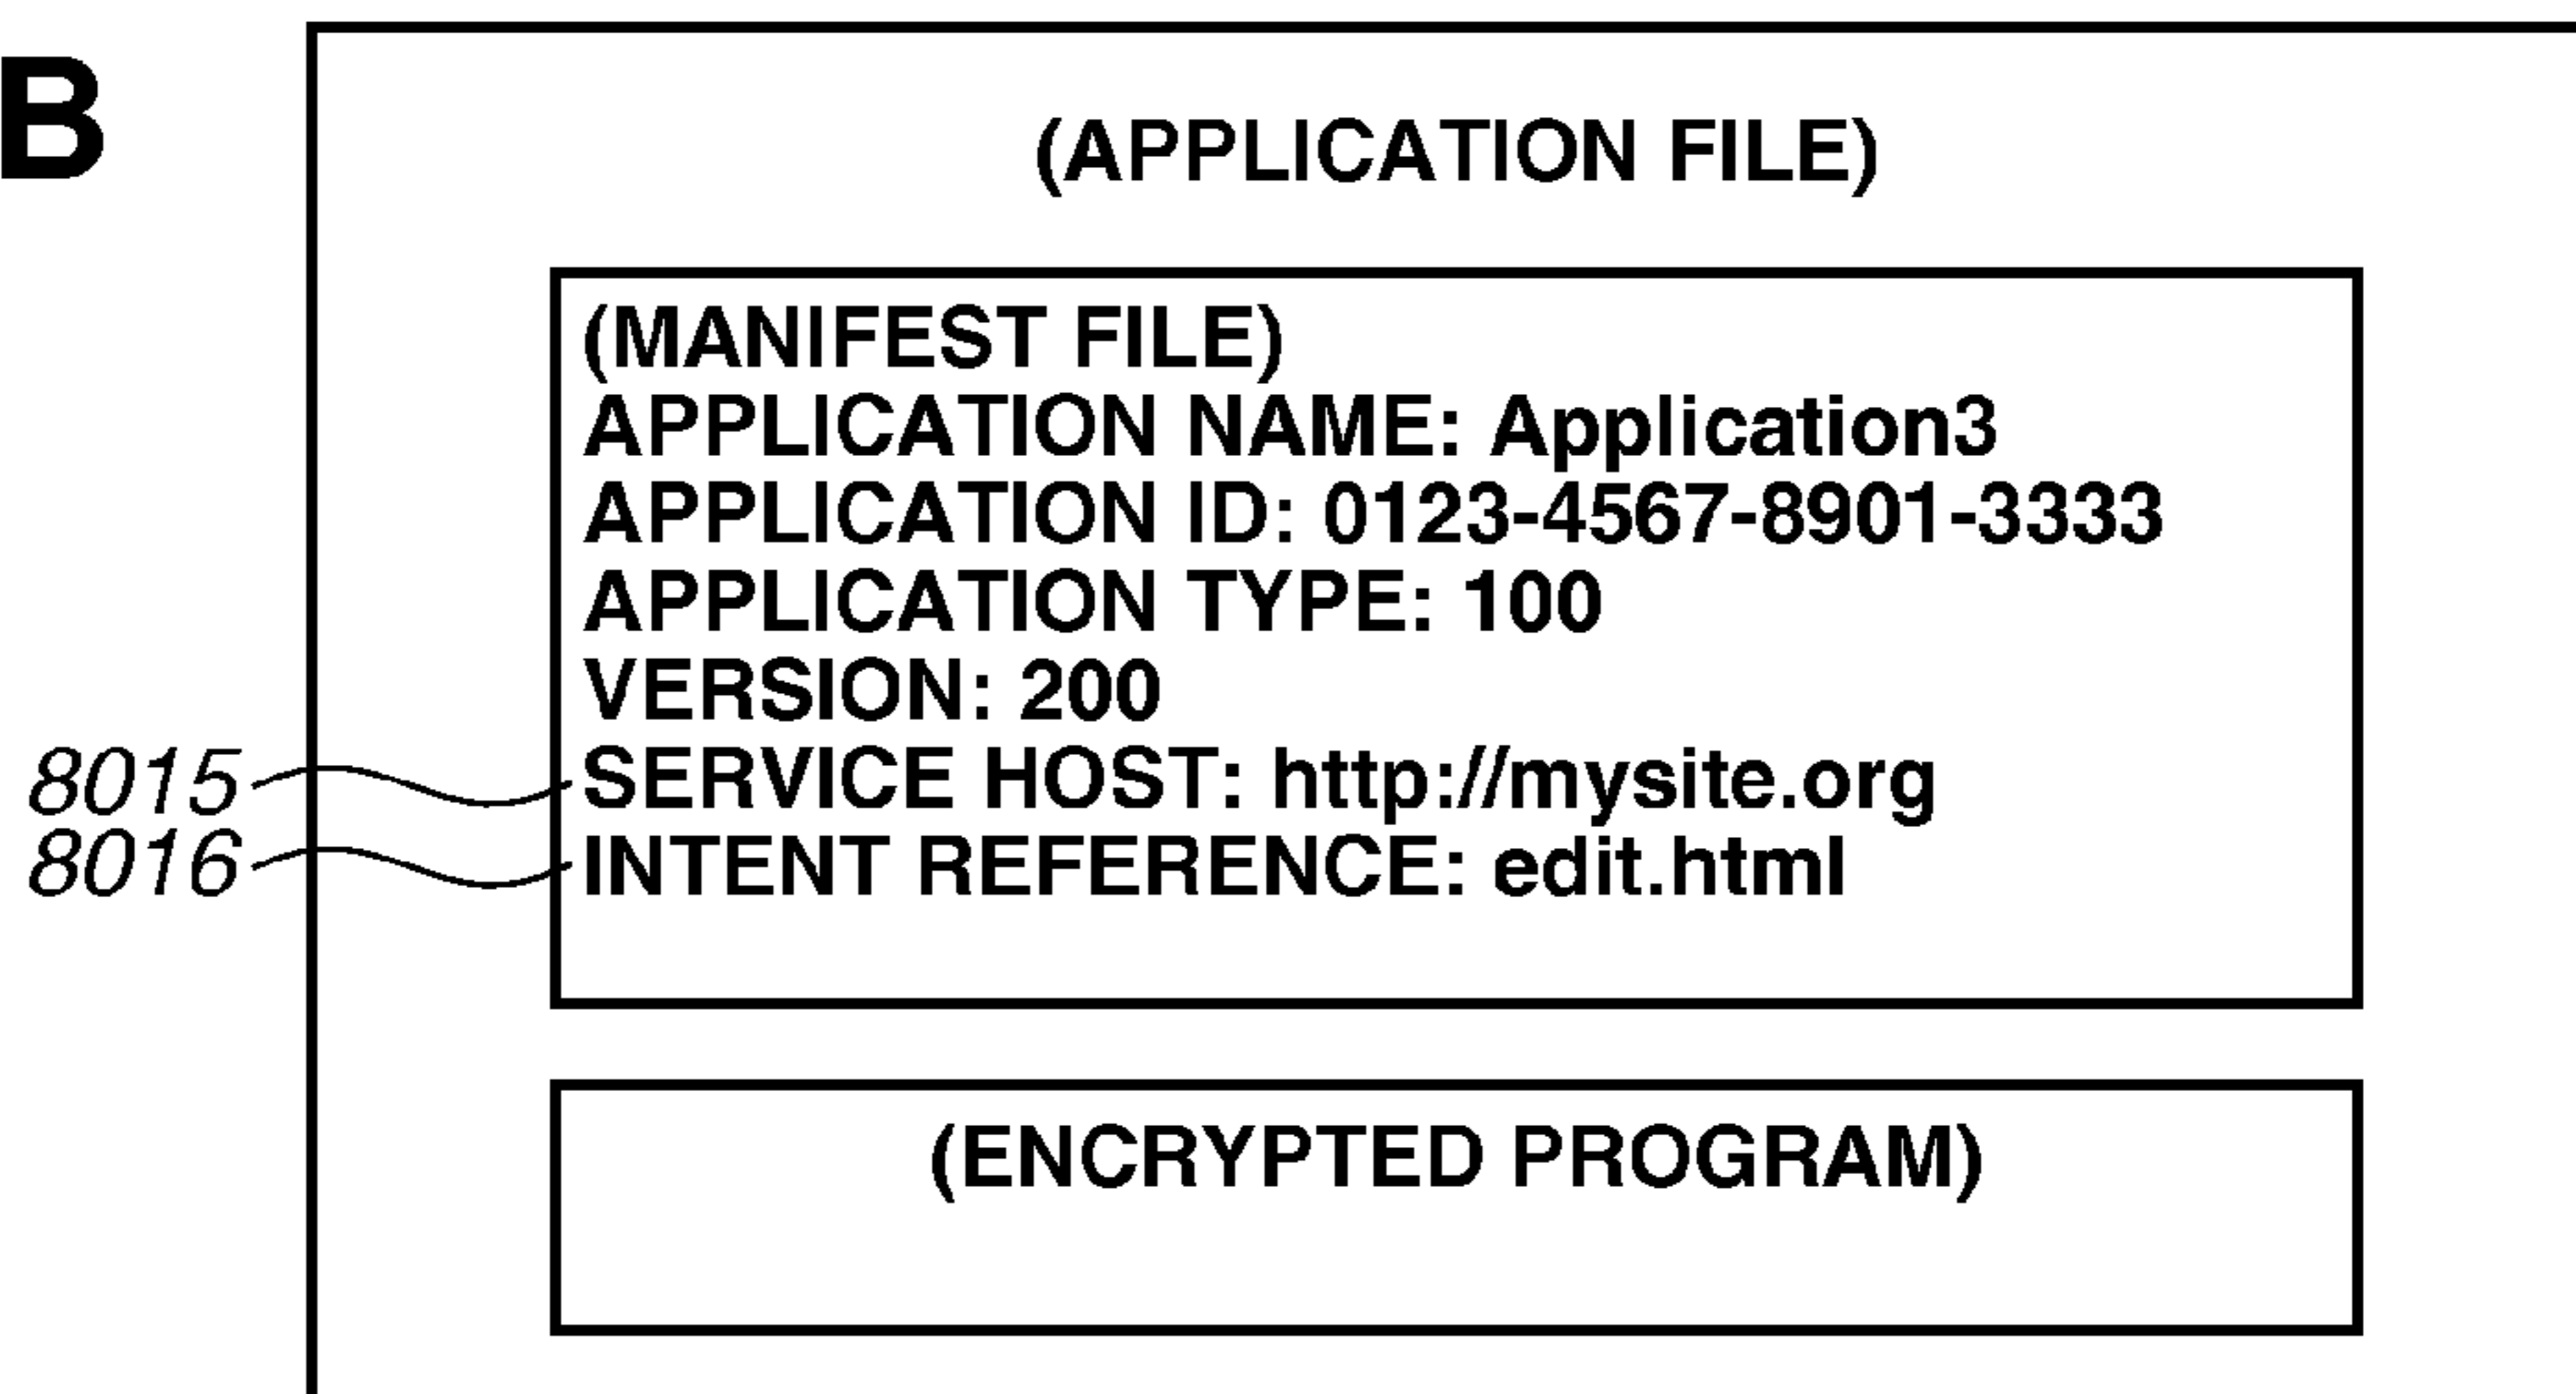 B
(APPLICATION FILE)
(MANIFEST FILE)
APPLICATION NAME: Application3
APPLICATION ID: 0123-4567-8901-3333
APPLICATION TYPE: 100
VERSION: 200
8015 SERVICE HOST: http://mysite.org
8016 INTENT REFERENCE: edit.html
(ENCRYPTED PROGRAM)